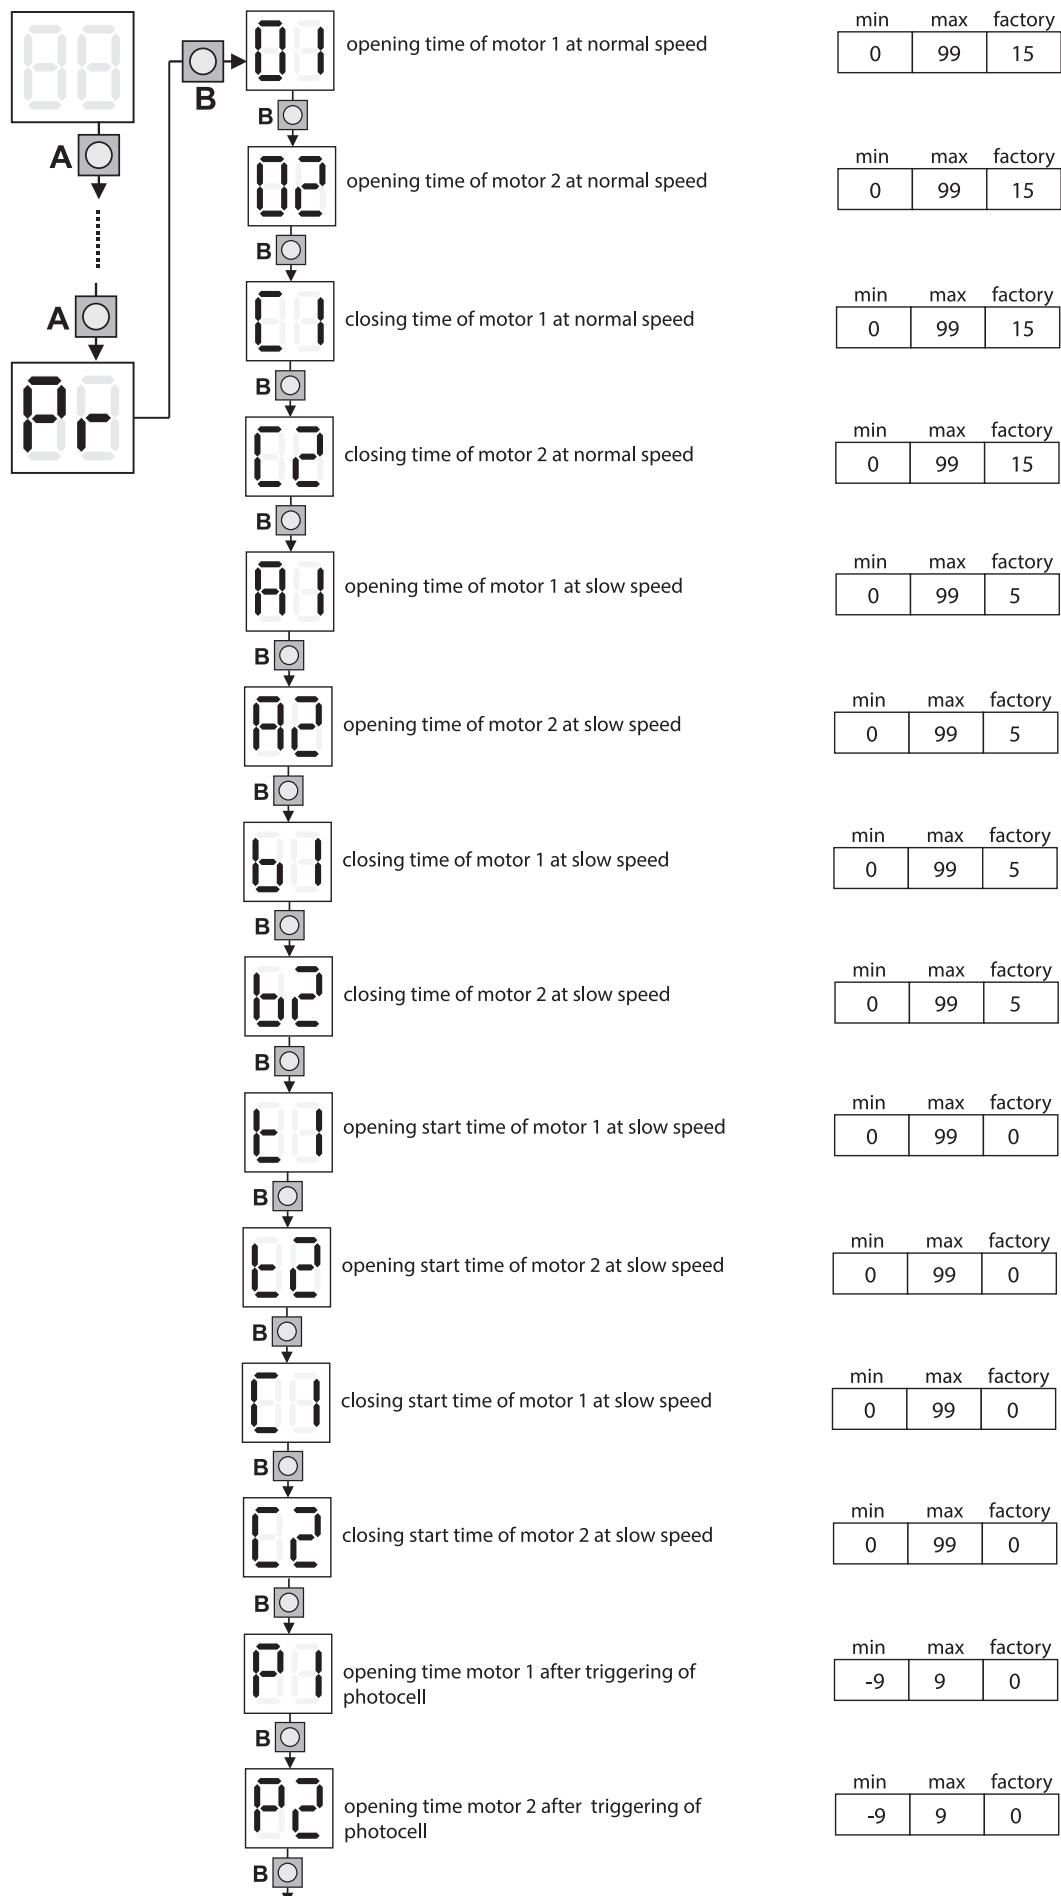 B
01
opening time of motor 1 at normal speed
min max factory
0 99 15
A
B
02
opening time of motor 2 at normal speed
min max factory
0 99 15
B
C1
closing time of motor 1 at normal speed
min max factory
0 99 15
A
Pr
B
C2
closing time of motor 2 at normal speed
min max factory
0 99 15
B
A1
opening time of motor 1 at slow speed
min max factory
0 99 5
B
A2
opening time of motor 2 at slow speed
min max factory
0 99 5
B
b1
closing time of motor 1 at slow speed
min max factory
0 99 5
B
b2
closing time of motor 2 at slow speed
min max factory
0 99 5
B
t1
opening start time of motor 1 at slow speed
min max factory
0 99 0
B
t2
opening start time of motor 2 at slow speed
min max factory
0 99 0
B
C1
closing start time of motor 1 at slow speed
min max factory
0 99 0
B
C2
closing start time of motor 2 at slow speed
min max factory
0 99 0
B
P1
opening time motor 1 after triggering of
photocell
min max factory
-9 9 0
B
P2
opening time motor 2 after triggering of
photocell
min max factory
-9 9 0
B